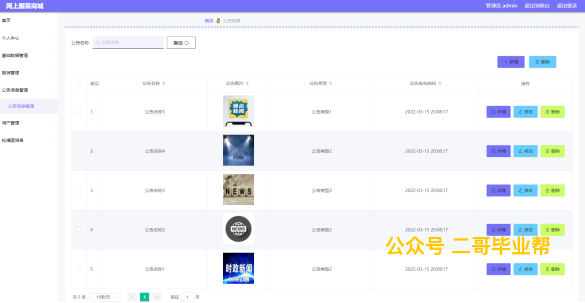 网上服装商城
管理员 admin 退出到前台 退出登录
首页
首页 公告信息
个人中心
公告名称 公告名称 查询
基础数据管理
新增 删除
服装管理
索引 公告名称 公告图片 公告类型 公告发布时间 操作
公告信息管理
公告信息管理
用户管理
轮播图信息
1 公告名称5 公告类型1 2022-03-15 20:08:17 详情 修改 删除
2 公告名称4 公告类型2 2022-03-15 20:08:17 详情 修改 删除
3 公告名称3 NEWS 公告类型2 2022-03-15 20:08:17 详情 修改 删除
4 公告名称2 NEWS 公告类型2 2022-03-15 20:08:17 详情 修改 删除
公众号 二哥毕业帮
5 公告名称1 时政新闻 公告类型2 2022-03-15 20:08:17 详情 修改 删除
共 5 条 10条/页 1 前往 1 页